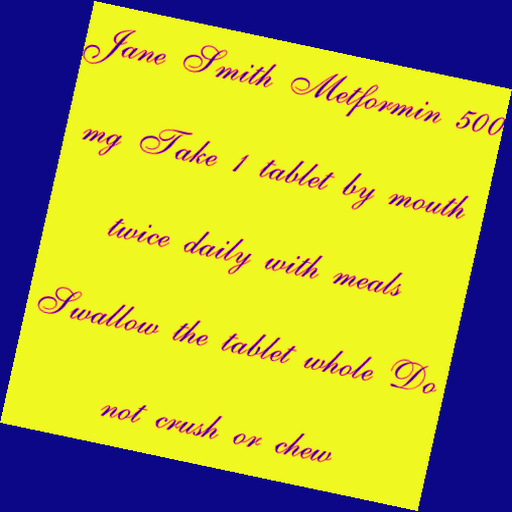 Jane Smith Metformin 500
mg Take 1 tablet by mouth
twice daily with meals
Swallow the tablet whole Do
not crush or chew